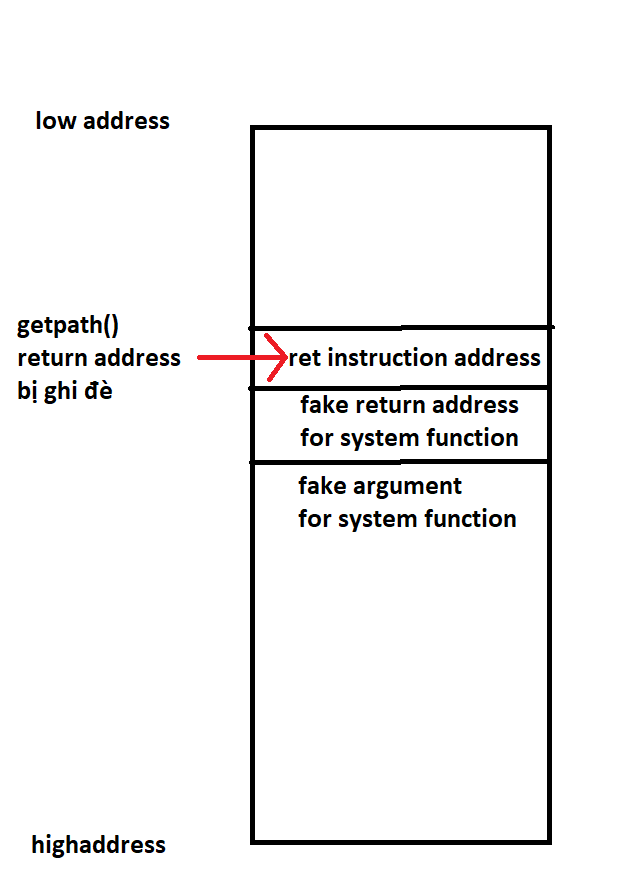 low address
getpath()
return address
bị ghi đè
ret instruction address
fake return address
for system function
fake argument
for system function
highaddress